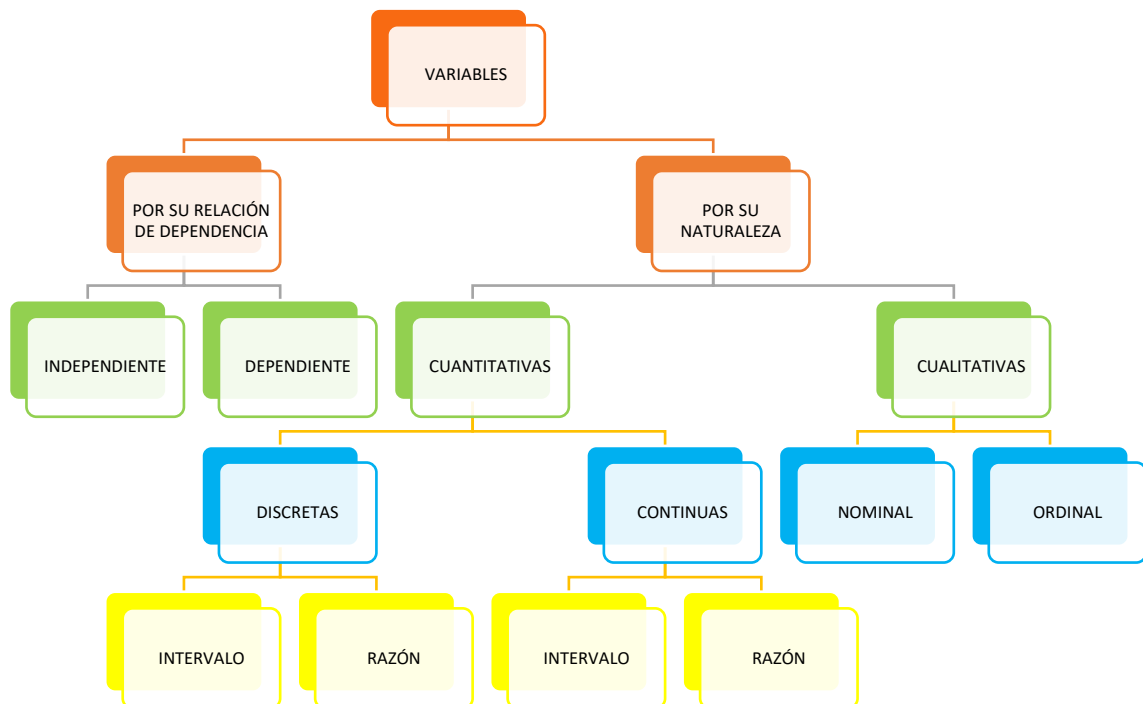 VARIABLES
POR SU RELACIÓN
DE DEPENDENCIA
POR SU
NATURALEZA
INDEPENDIENTE
DEPENDIENTE
CUANTITATIVAS
CUALITATIVAS
DISCRETAS
CONTINUAS
NOMINAL
ORDINAL
INTERVALO
RAZÓN
INTERVALO
RAZÓN